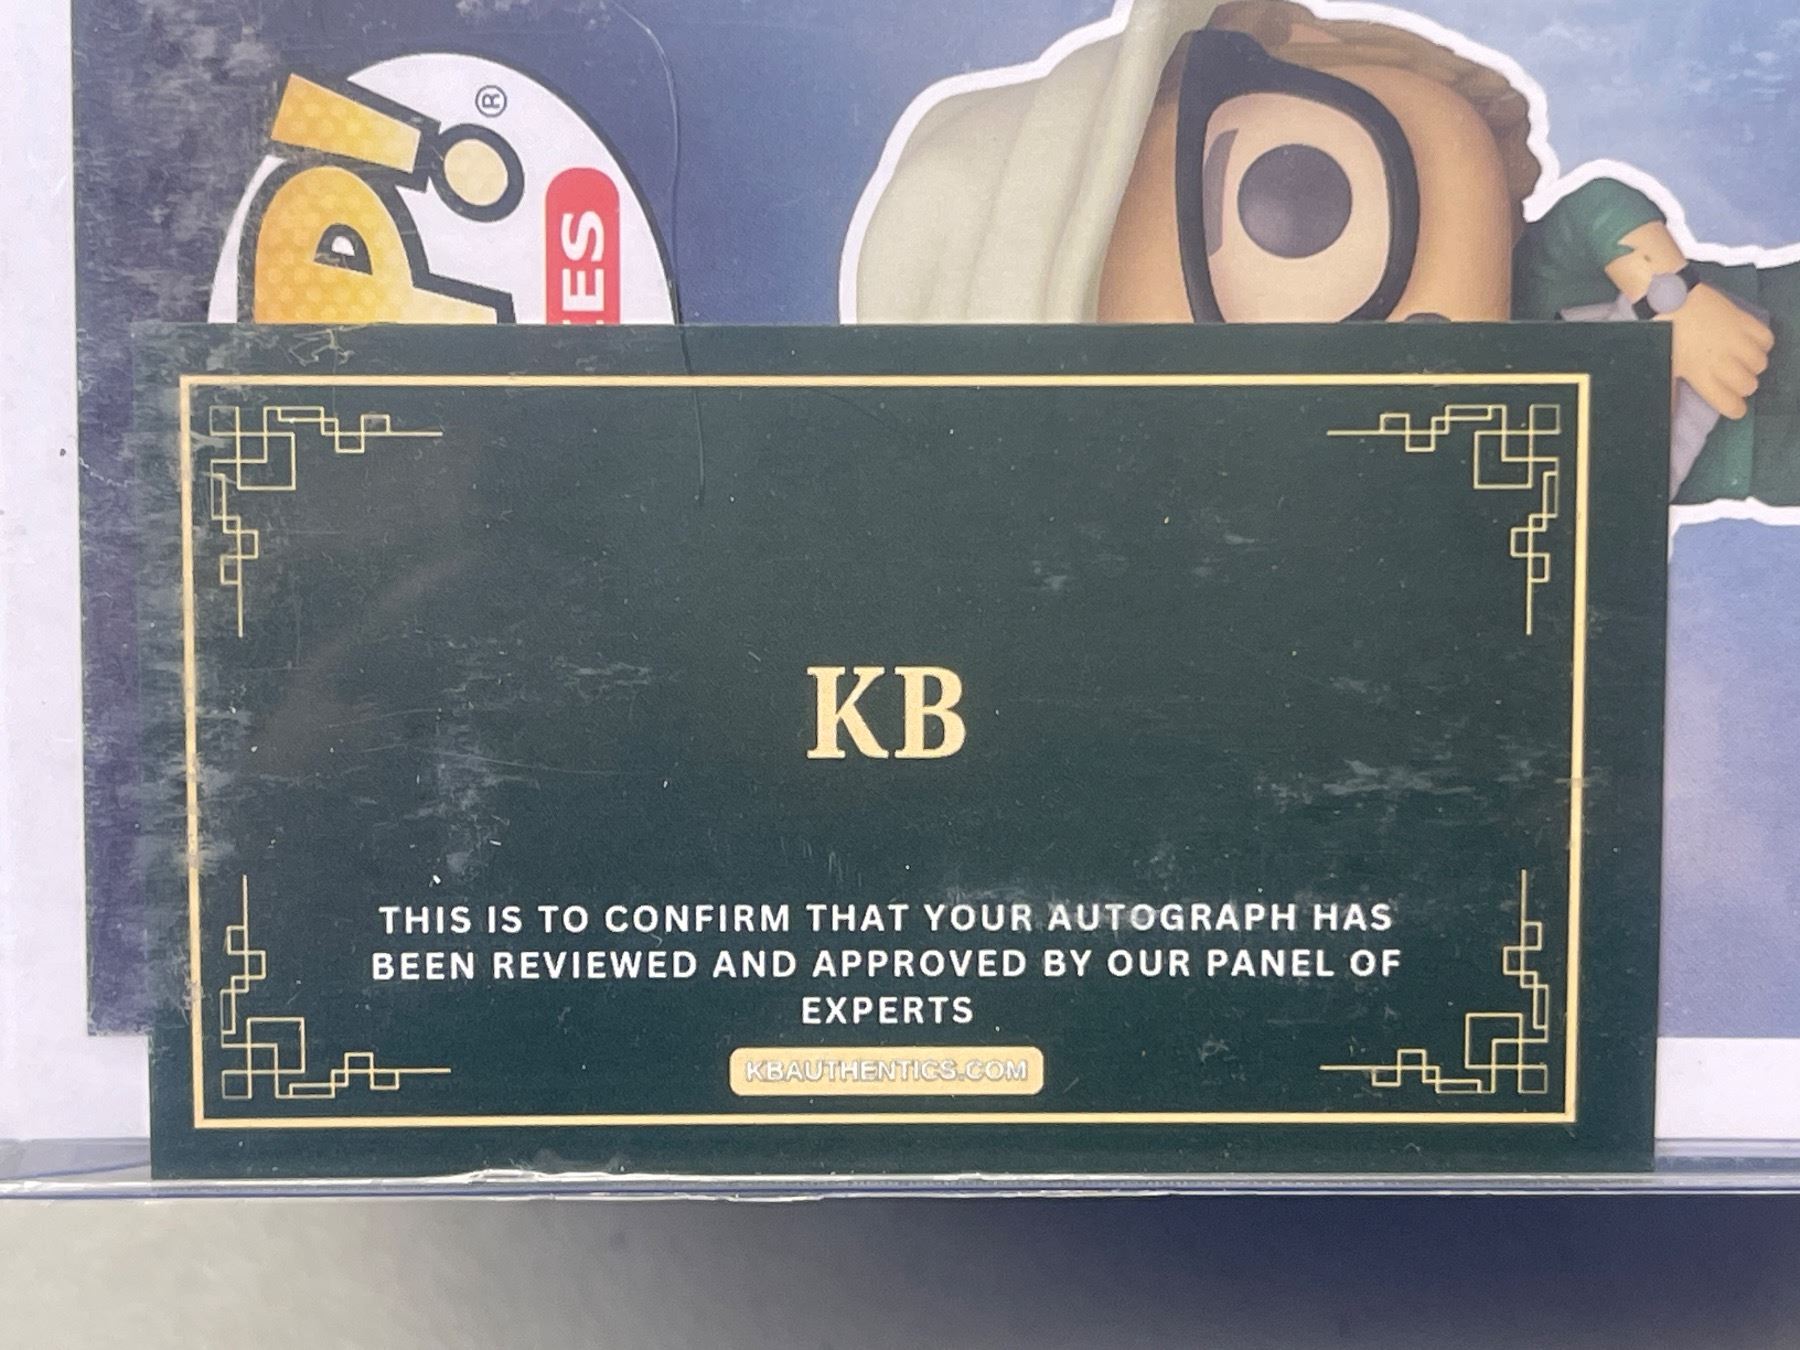 P!
®
IES
KB
THIS IS TO CONFIRM THAT YOUR AUTOGRAPH HAS
BEEN REVIEWED AND APPROVED BY OUR PANEL OF
EXPERTS
KBAUTHENTICS.COM